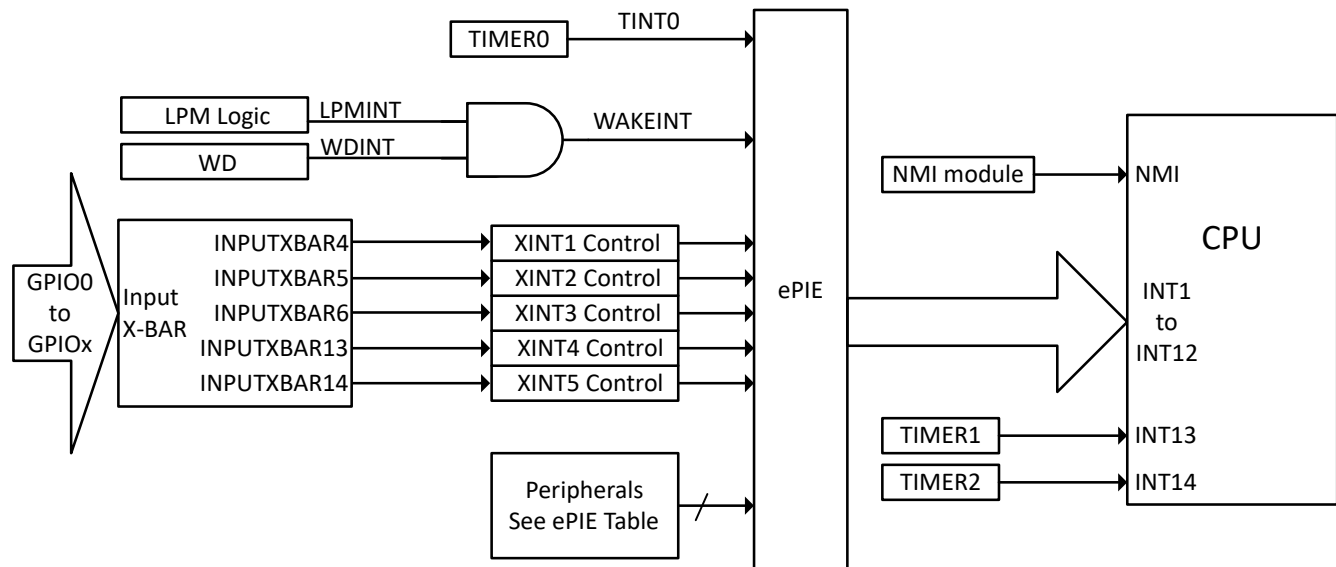 TINT0
TIMER0
LPM Logic
LPMINT
WAKEINT
WD
WDINT
NMI module
NMI
CPU
GPIO0
to
GPIOx
Input
X-BAR
INPUTXBAR4
INPUTXBAR5
INPUTXBAR6
INPUTXBAR13
INPUTXBAR14
XINT1 Control
XINT2 Control
XINT3 Control
XINT4 Control
XINT5 Control
ePIE
INT1
to
INT12
TIMER1
INT13
TIMER2
INT14
Peripherals
See ePIE Table